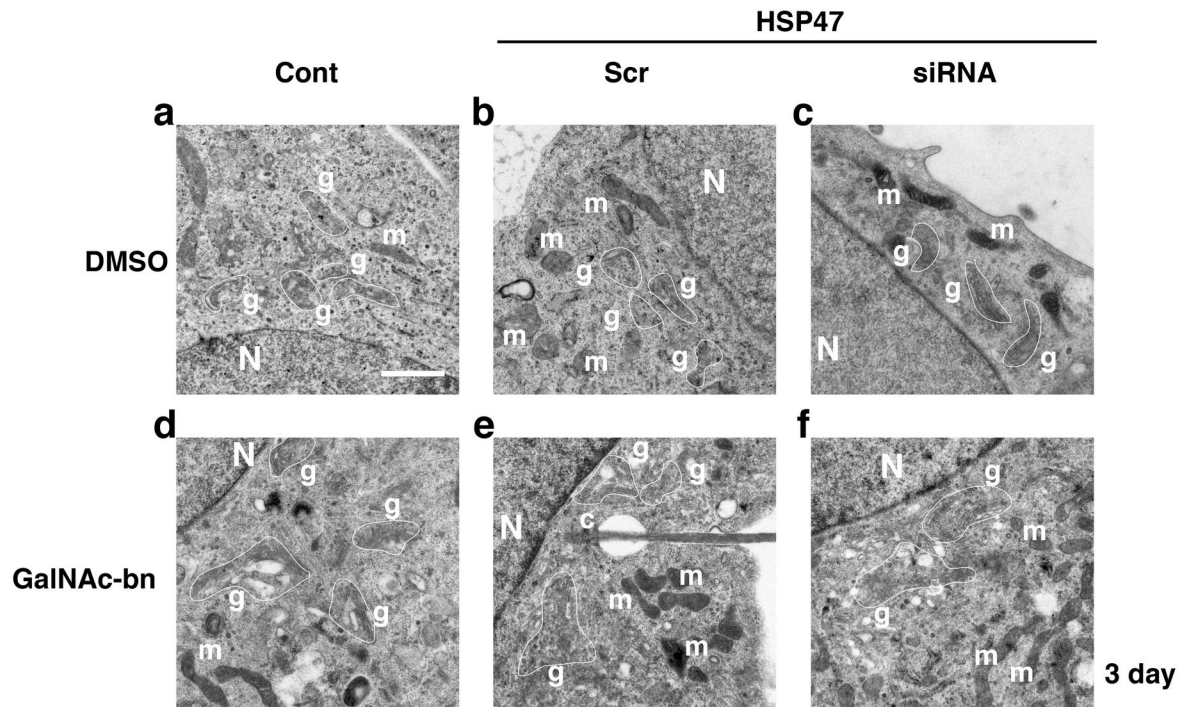 HSP47
Cont Scr siRNA
a b c
DMSO
g m g g g N
N m m g g m m g
m m g g g N
d e f
GalNAc-bn
N g g g g m
g g N c m m m g
N g m g m m
3 day